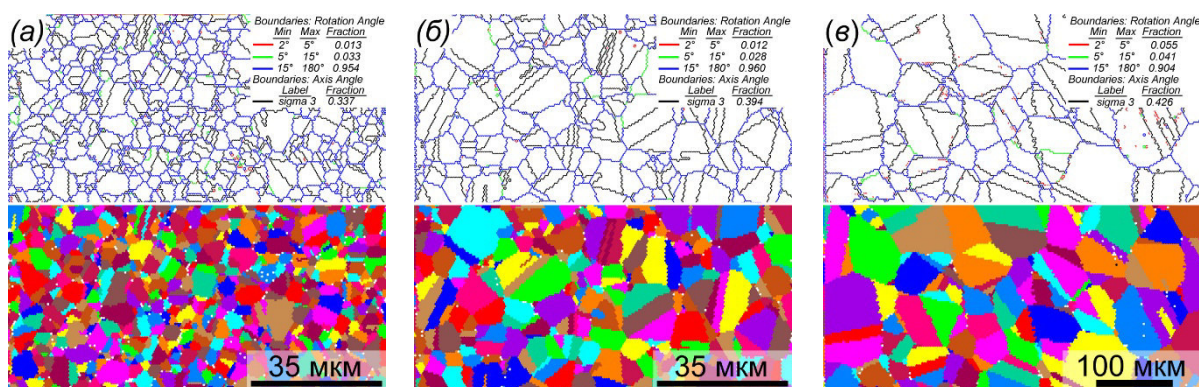 (а)
Boundaries: Rotation Angle
Min Max Fraction
2° 5° 0.013
5° 15° 0.033
15° 180° 0.954
Boundaries: Axis Angle
Label Fraction
sigma 3 0.337
35 мкм
(б)
Boundaries: Rotation Angle
Min Max Fraction
2° 5° 0.012
5° 15° 0.028
15° 180° 0.960
Boundaries: Axis Angle
Label Fraction
sigma 3 0.394
35 мкм
(в)
Boundaries: Rotation Angle
Min Max Fraction
2° 5° 0.055
5° 15° 0.041
15° 180° 0.904
Boundaries: Axis Angle
Label Fraction
sigma 3 0.426
100 мкм